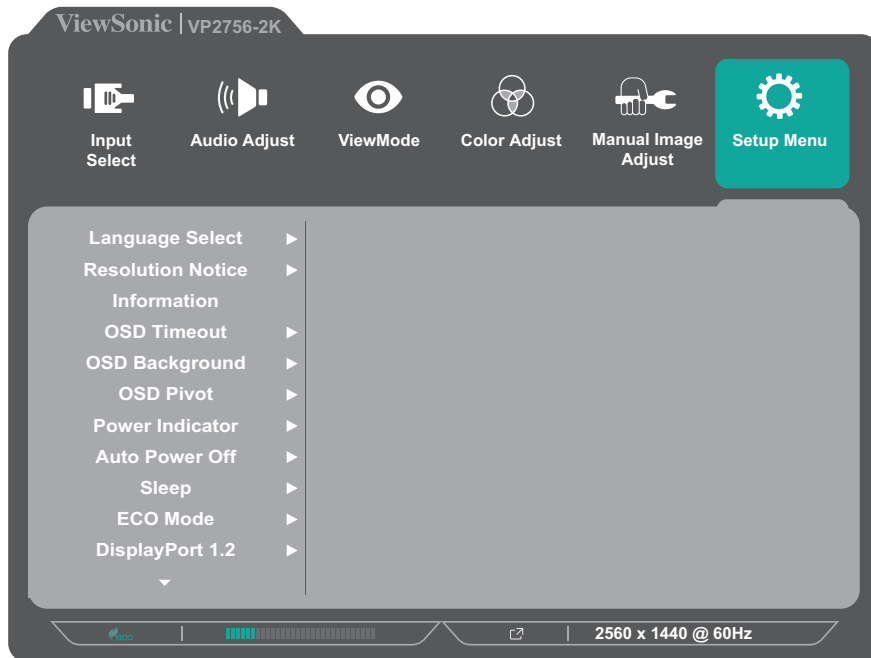 ViewSonic | VP2756-2K
Input Select
Audio Adjust
ViewMode
Color Adjust
Manual Image Adjust
Setup Menu
Language Select
Resolution Notice
Information
OSD Timeout
OSD Background
OSD Pivot
Power Indicator
Auto Power Off
Sleep
ECO Mode
DisplayPort 1.2
eco
2560 x 1440 @ 60Hz